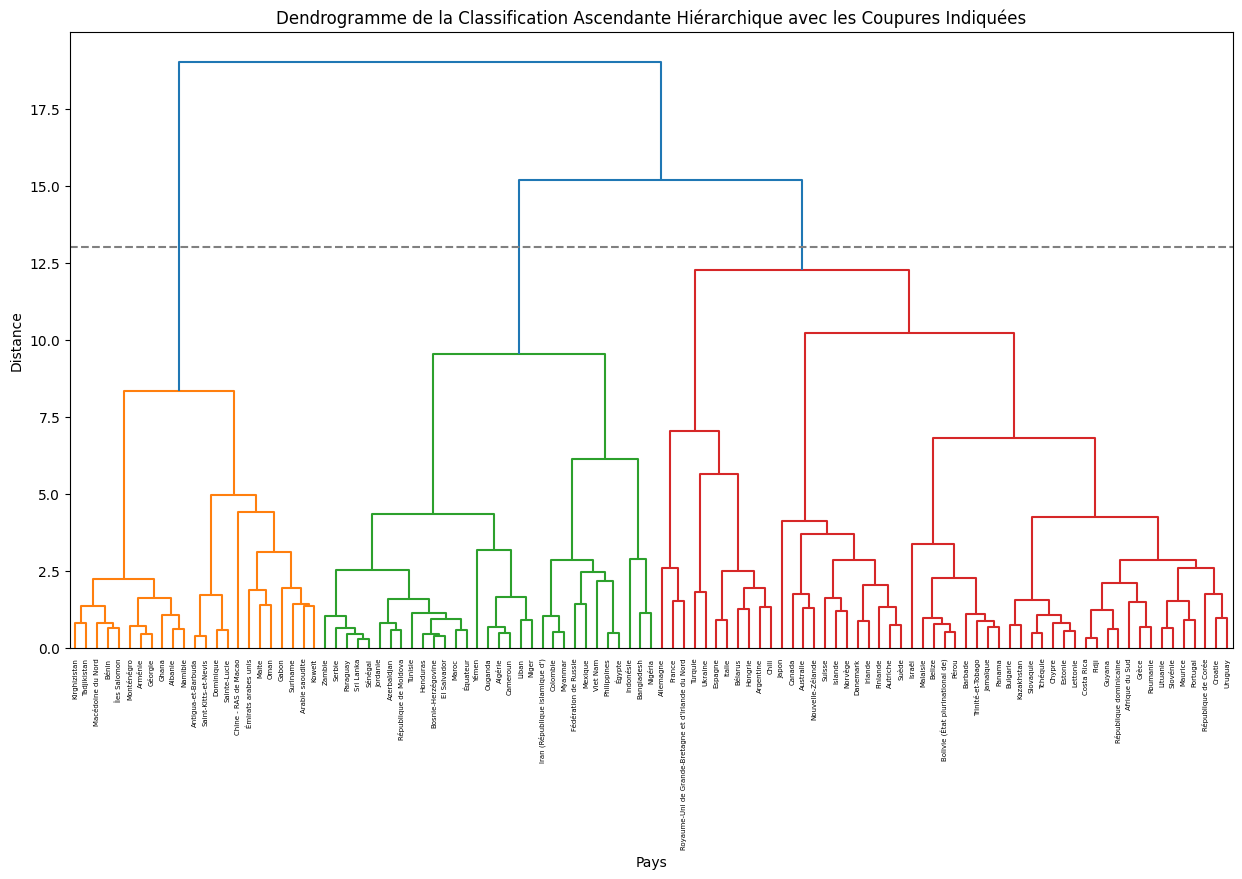 Dendrogramme de la Classification Ascendante Hiérarchique avec les Coupures Indiquées
17.5
15.0
12.5
10.0
7.5
5.0
2.5
0.0
Distance
Kirghizistan
Tadjikistan
Macédoine du Nord
Bénin
Îles Salomon
Monténégro
Arménie
Géorgie
Ghana
Albanie
Namibie
Antigua-et-Barbuda
Saint-Kitts-et-Nevis
Dominique
Sainte-Lucie
Chine - RAS de Macao
Émirats arabes unis
Malte
Oman
Gabon
Suriname
Arabie saoudite
Koweït
Zambie
Serbie
Paraguay
Sri Lanka
Sénégal
Jordanie
Azerbaïdjan
République de Moldova
Tunisie
Honduras
Bosnie-Herzégovine
El Salvador
Maroc
Équateur
Yémen
Ouganda
Algérie
Cameroun
Liban
Niger
Iran (République islamique d')
Colombie
Myanmar
Fédération de Russie
Mexique
Viet Nam
Philippines
Égypte
Indonésie
Bangladesh
Nigéria
Allemagne
France
Royaume-Uni de Grande-Bretagne et d'Irlande du Nord
Turquie
Ukraine
Espagne
Italie
Bélarus
Hongrie
Argentine
Chili
Japon
Canada
Australie
Nouvelle-Zélande
Suisse
Islande
Norvège
Danemark
Irlande
Finlande
Autriche
Suède
Israël
Malaisie
Belize
Bolivie (État plurinational de)
Pérou
Barbade
Trinité-et-Tobago
Jamaïque
Panama
Bulgarie
Kazakhstan
Slovaquie
Tchéquie
Chypre
Estonie
Lettonie
Costa Rica
Fidji
Guyana
République dominicaine
Afrique du Sud
Grèce
Roumanie
Lituanie
Slovénie
Maurice
Portugal
République de Corée
Croatie
Uruguay
Pays